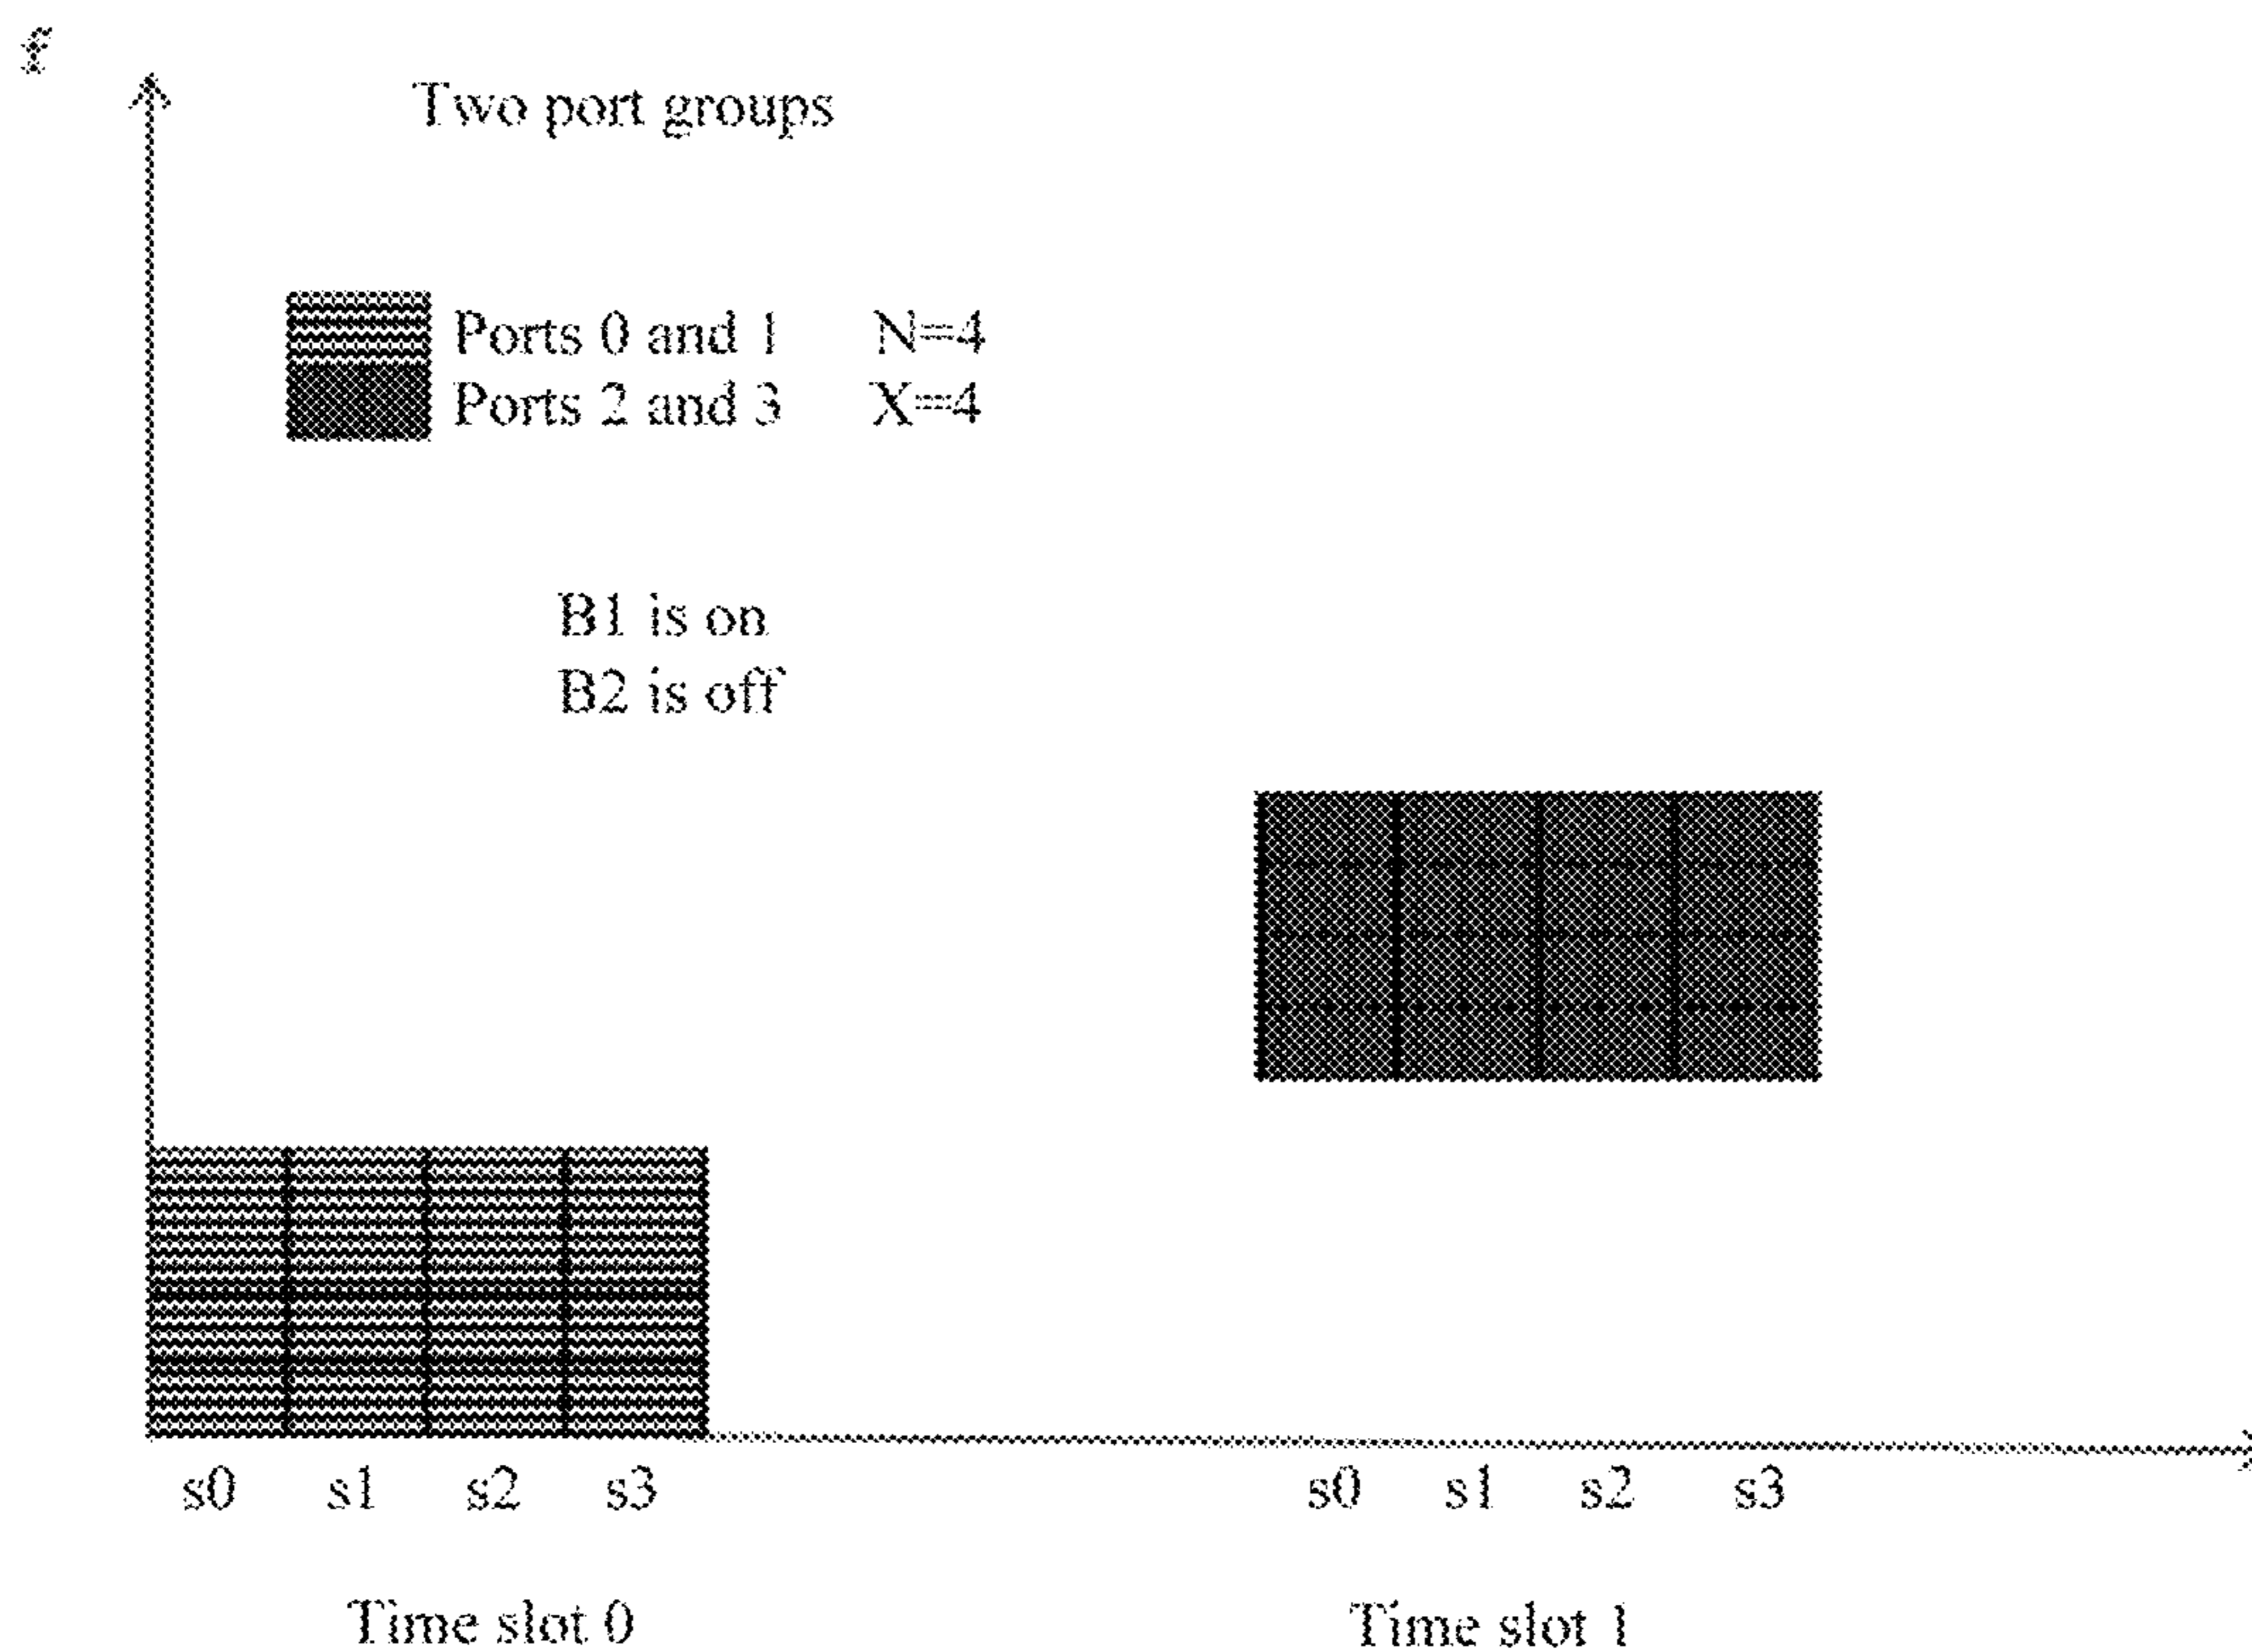 f
Two port groups
Ports 0 and 1 N=4
Ports 2 and 3 X=4
B1 is on
B2 is off
s0 s1 s2 s3 s0 s1 s2 s3
Time slot 0 Time slot 1